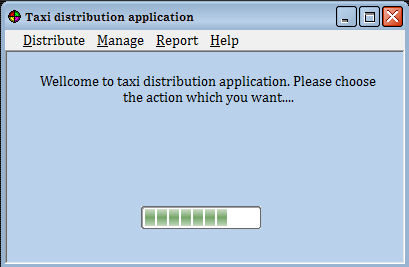 Taxi distribution application
Distribute Manage Report Help
Wellcome to taxi distribution application. Please choose
the action which you want....